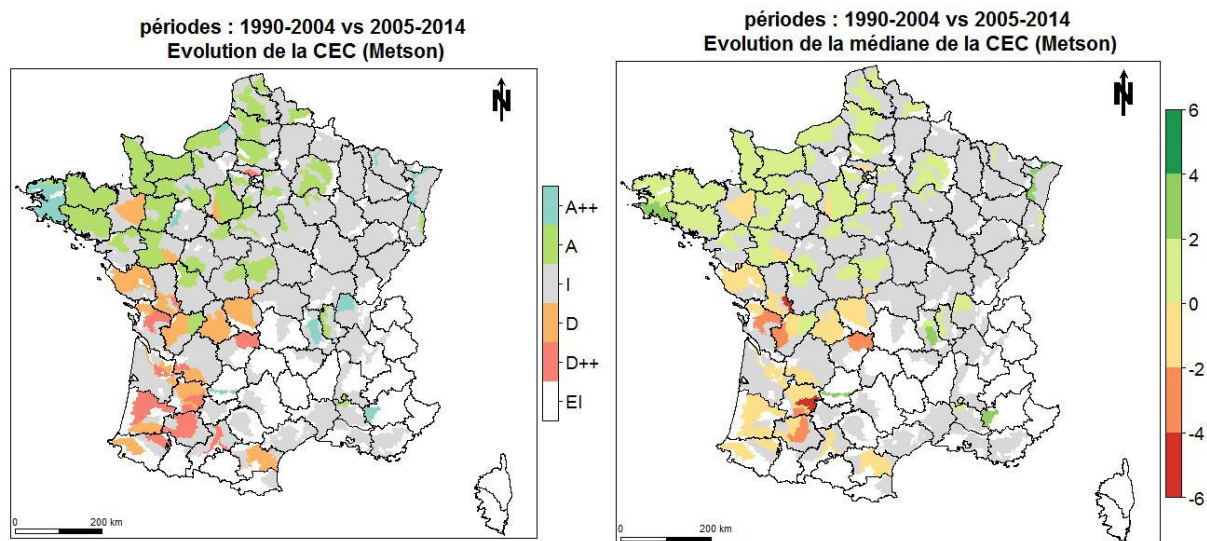 périodes : 1990-2004 vs 2005-2014
Evolution de la CEC (Metson)
N
A++
A
I
D
D++
EI
0 200 km
périodes : 1990-2004 vs 2005-2014
Evolution de la médiane de la CEC (Metson)
N
6
4
2
0
-2
-4
-6
0 200 km